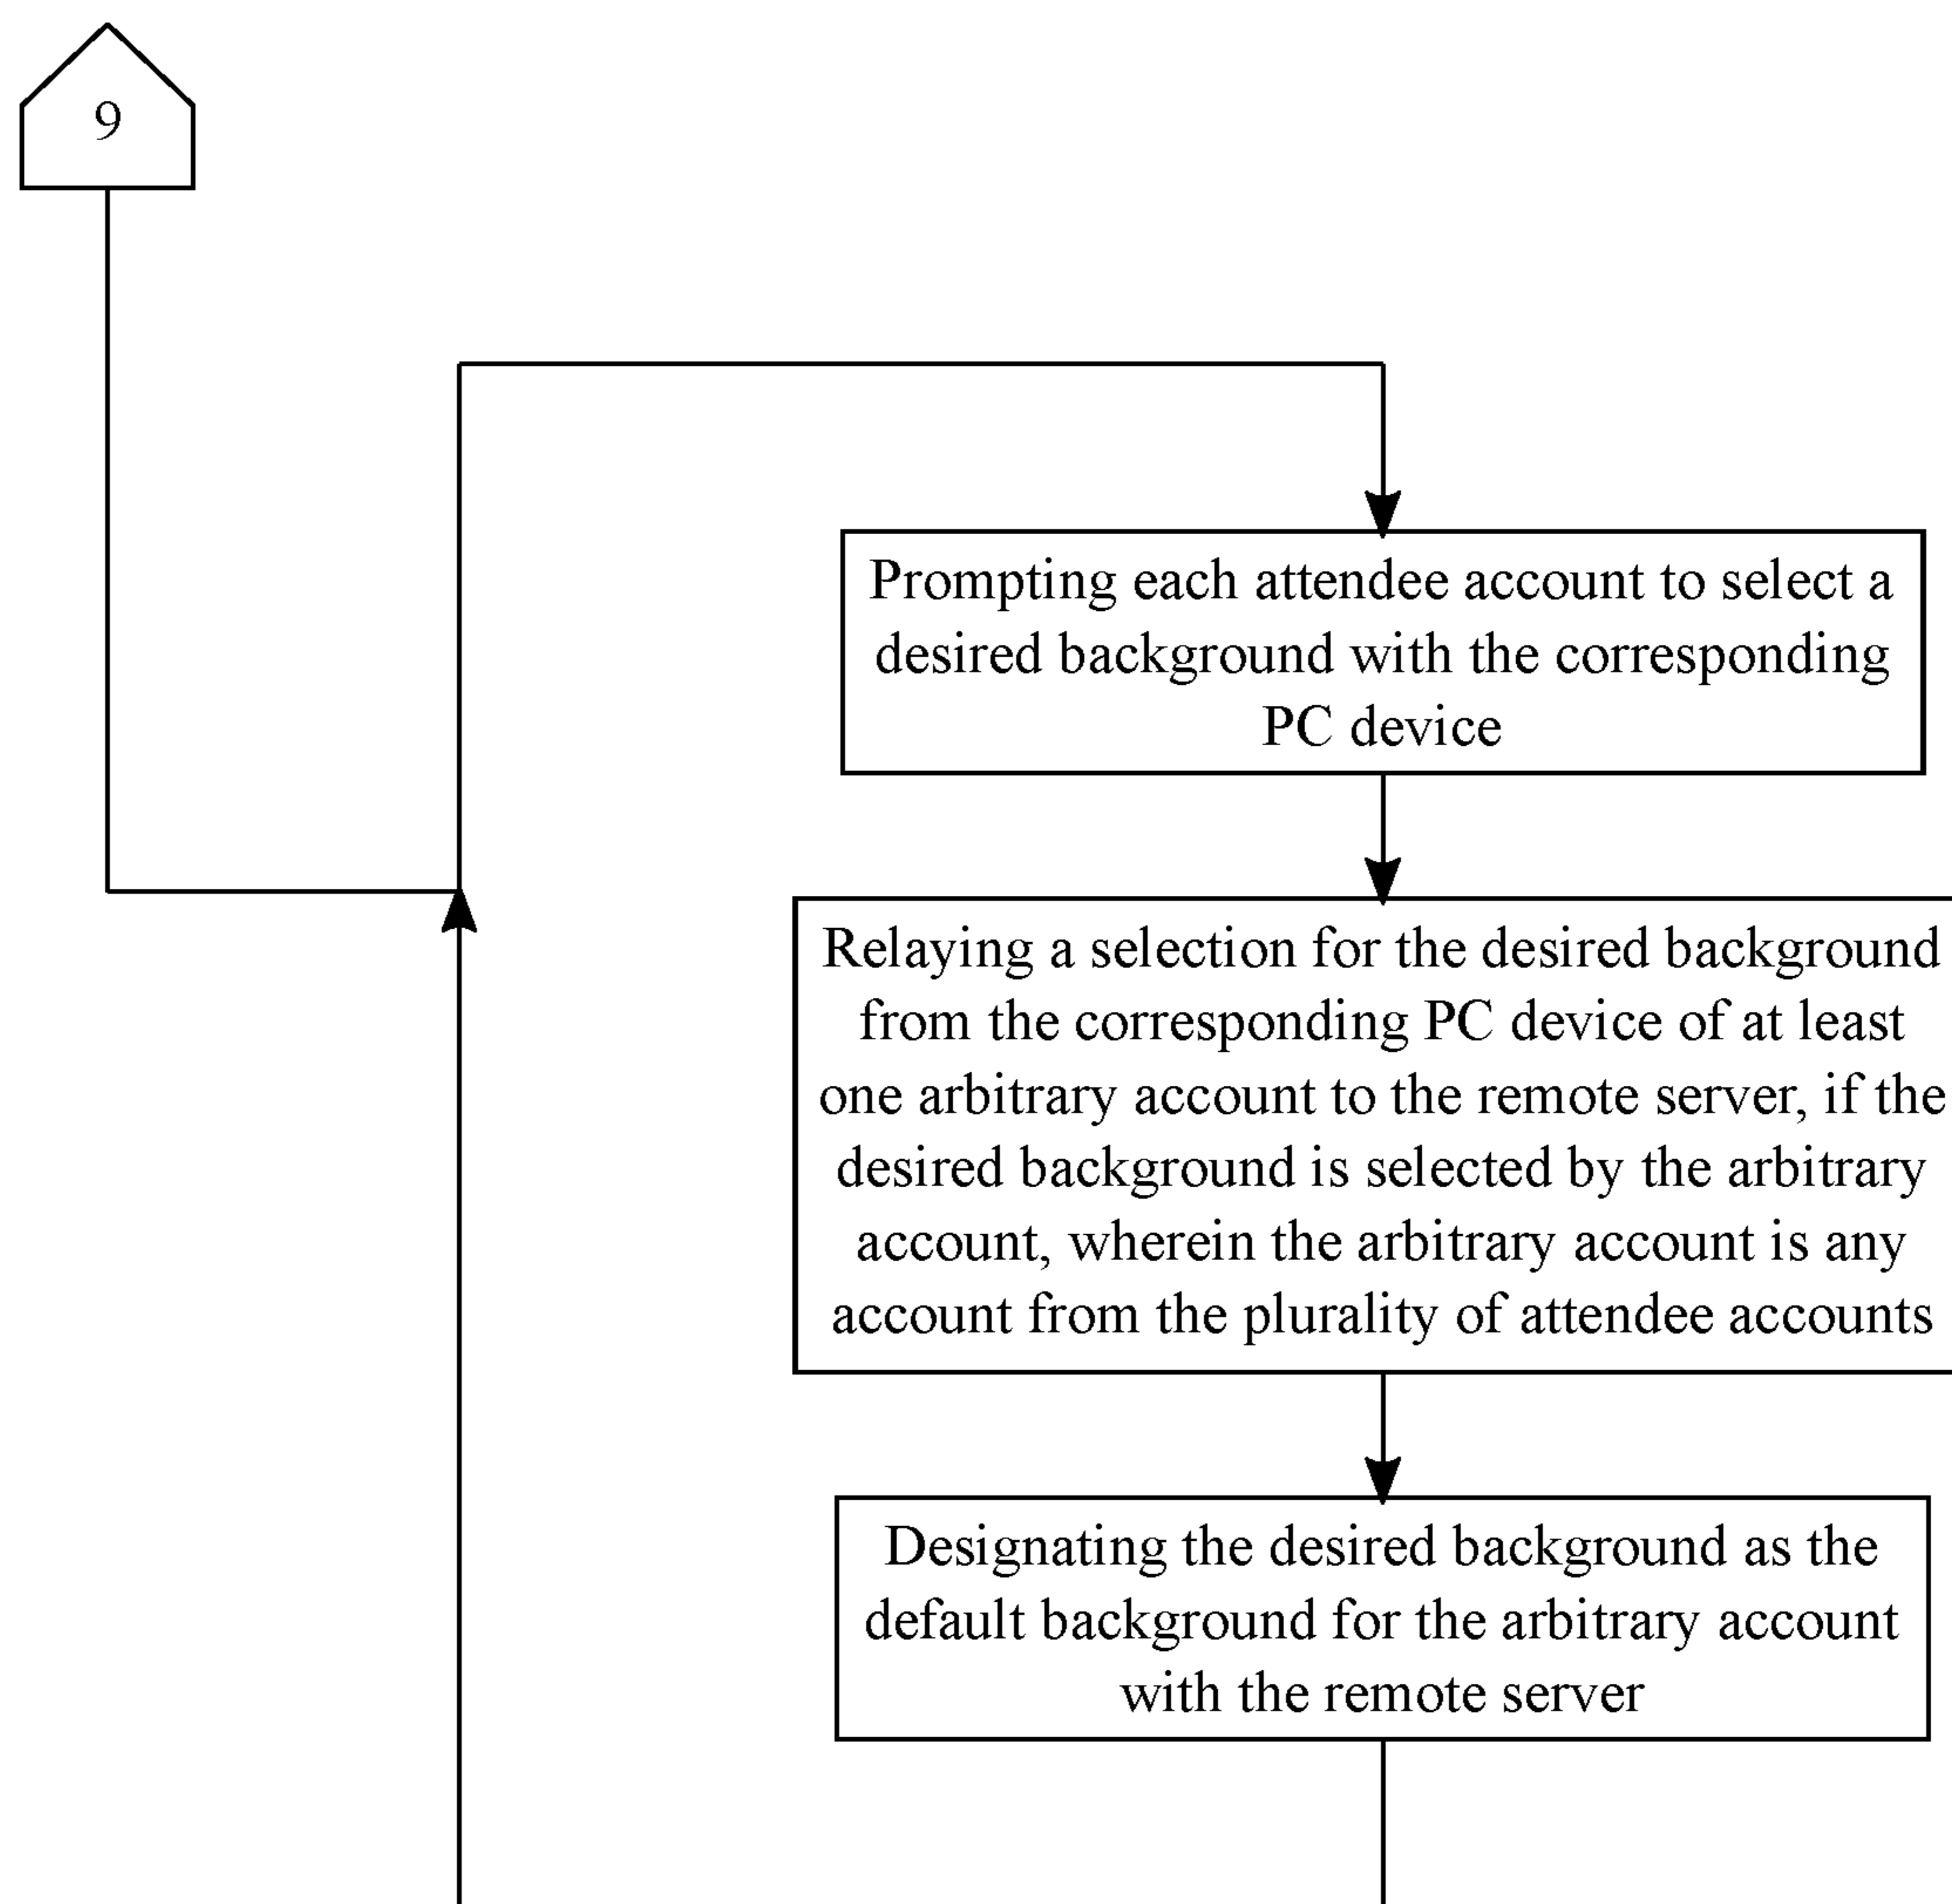 9
Prompting each attendee account to select a
desired background with the corresponding
PC device
Relaying a selection for the desired background
from the corresponding PC device of at least
one arbitrary account to the remote server, if the
desired background is selected by the arbitrary
account, wherein the arbitrary account is any
account from the plurality of attendee accounts
Designating the desired background as the
default background for the arbitrary account
with the remote server